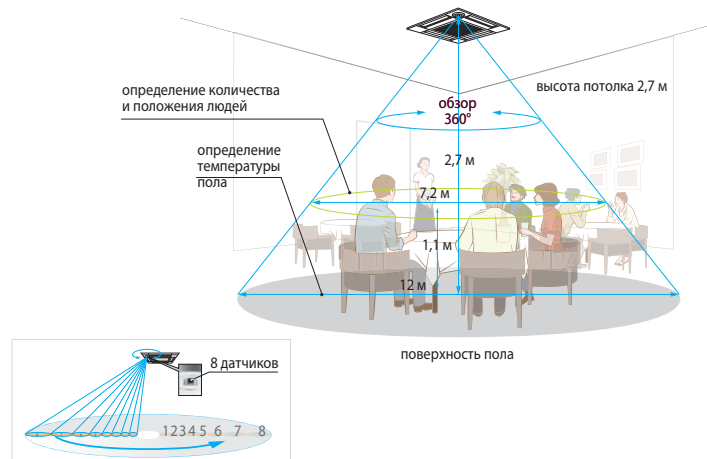 определение количества
и положения людей
высота потолка 2,7 м
обзор
360°
определение
температуры
пола
2,7 м
7,2 м
1,1 м
12 м
поверхность пола
8 датчиков
1 2 3 4 5 6 7 8